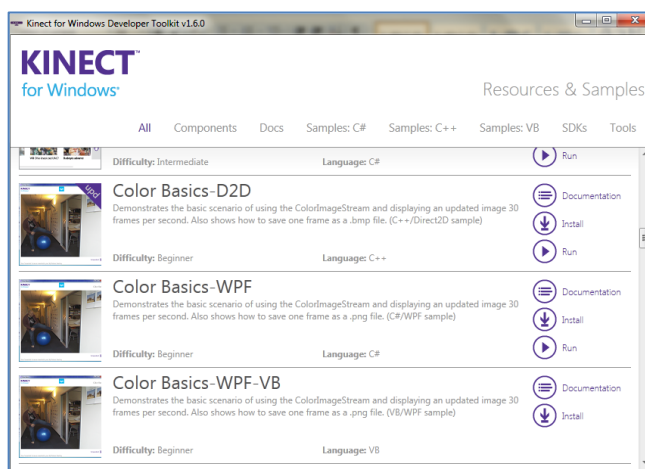 Kinect for Windows Developer Toolkit v1.6.0
KINECT™
for Windows®
Resources & Samples
All Components Docs Samples: C# Samples: C++ Samples: VB SDKs Tools
Difficulty: Intermediate Language: C# Run
Color Basics-D2D
upd
Demonstrates the basic scenario of using the ColorImageStream and displaying an updated image 30
frames per second. Also shows how to save one frame as a .bmp file. (C++/Direct2D sample)
Difficulty: Beginner Language: C++
Documentation
Install
Run
Color Basics-WPF
Demonstrates the basic scenario of using the ColorImageStream and displaying an updated image 30
frames per second. Also shows how to save one frame as a .png file. (C#/WPF sample)
Difficulty: Beginner Language: C#
Documentation
Install
Run
Color Basics-WPF-VB
Demonstrates the basic scenario of using the ColorImageStream and displaying an updated image 30
frames per second. Also shows how to save one frame as a .png file. (VB/WPF sample)
Difficulty: Beginner Language: VB
Documentation
Install